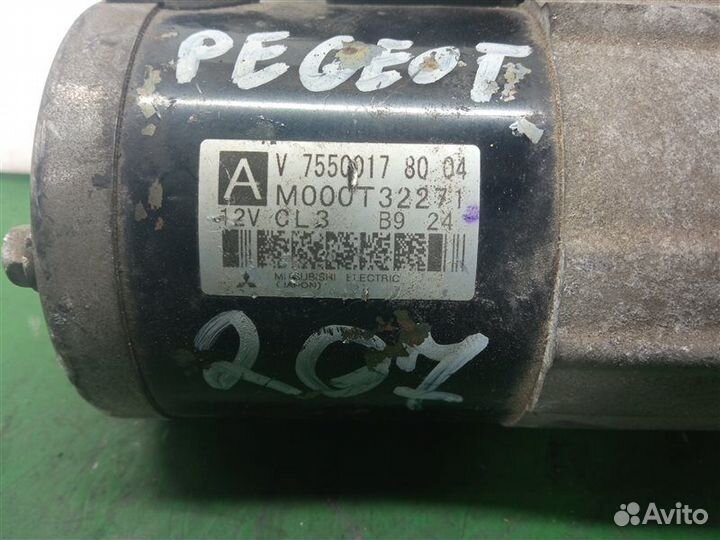 PEGEOT
A V 7550017 80 04
M000T32271
12V CL3 B9 24
MITSUBISHI ELECTRIC
(JAPON)
207
Avito